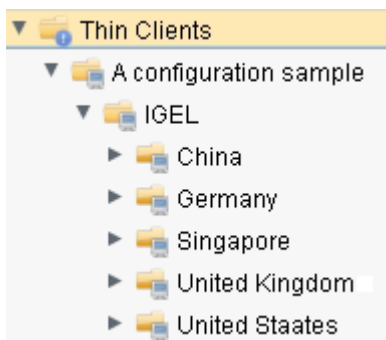 Thin Clients
A configuration sample
IGEL
China
Germany
Singapore
United Kingdom
United Staates